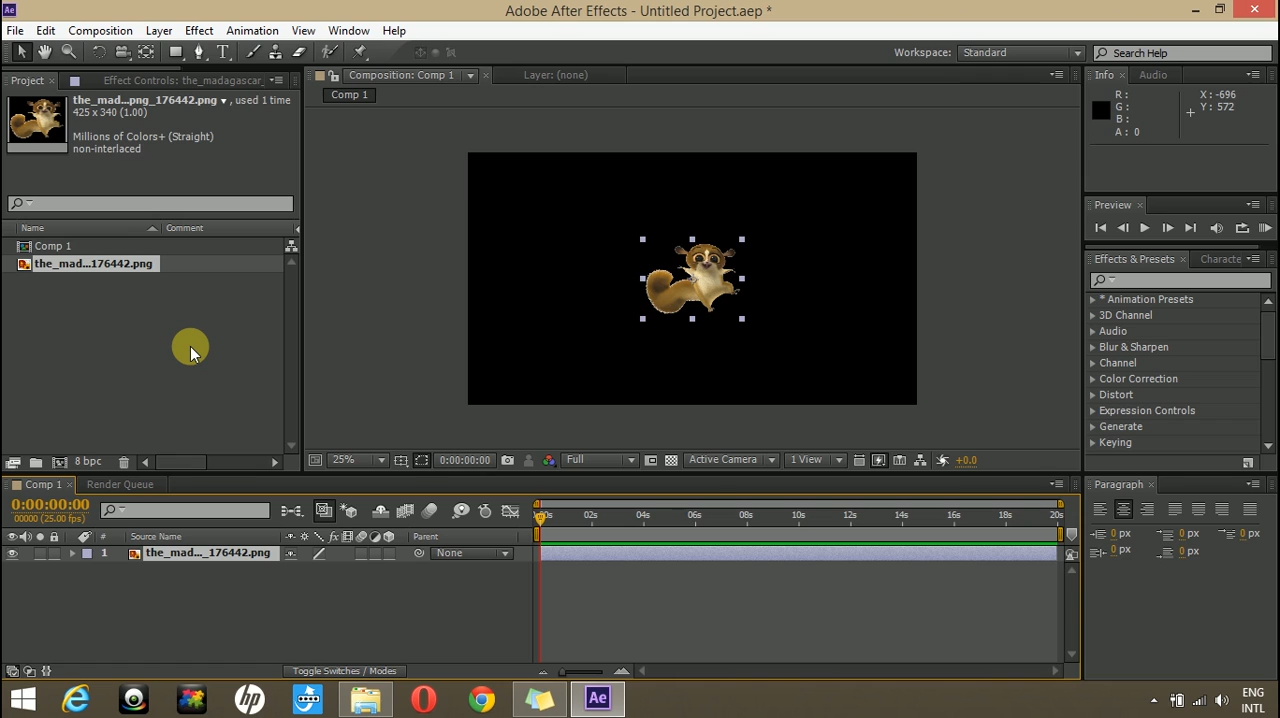 Ae
Adobe After Effects - Untitled Project.aep *
File Edit Composition Layer Effect Animation View Window Help
Workspace: Standard
Search Help
Project
Effect Controls: the_madagascar_
the_mad...png_176442.png , used 1 time
425 x 340 (1.00)
Millions of Colors+ (Straight)
non-interlaced
Name Comment
Comp 1
the_mad...176442.png
8 bpc
Composition: Comp 1
Layer: (none)
Comp 1
25%
0:00:00:00
Full
Active Camera
1 View
+0.0
Info Audio
R :
G :
B :
A : 0
X : -696
Y : 572
Preview
Effects & Presets
Characte
* Animation Presets
3D Channel
Audio
Blur & Sharpen
Channel
Color Correction
Distort
Expression Controls
Generate
Keying
Comp 1
Render Queue
0:00:00:00
00000 (25.00 fps)
# Source Name
Parent
1 the_mad..._176442.png
None
0s 02s 04s 06s 08s 10s 12s 14s 16s 18s 20s
Toggle Switches / Modes
Paragraph
0 px 0 px 0 px
0 px 0 px
Ae
ENG
INTL